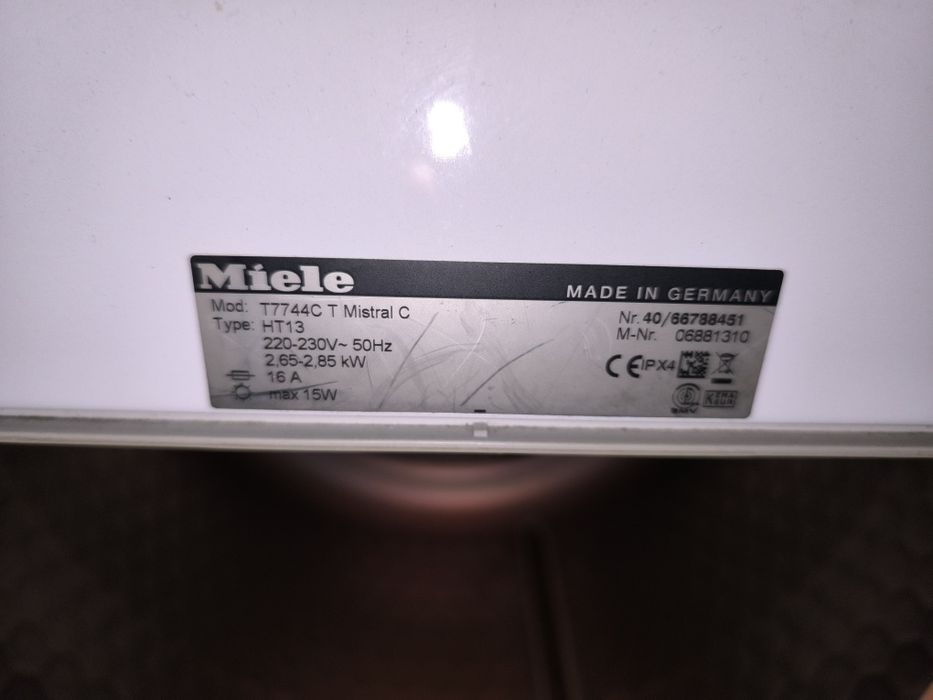 Miele
MADE IN GERMANY
Mod: T7744C T Mistral C
Type: HT13
220-230V~ 50Hz
2,65-2,85 kW
16 A
max 15W
Nr. 40/66788451
M-Nr. 06881310
CE IPX4